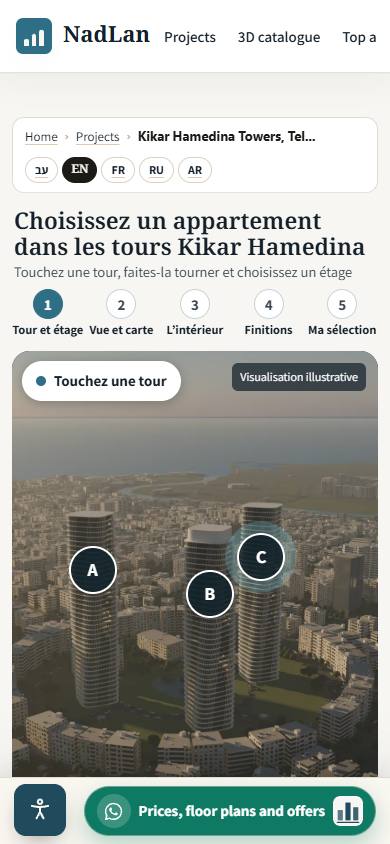 NadLan Projects 3D catalogue Top a
Home › Projects › Kikar Hamedina Towers, Tel...
עב EN FR RU AR
Choisissez un appartement
dans les tours Kikar Hamedina
Touchez une tour, faites-la tourner et choisissez un étage
1 2 3 4 5
Tour et étage Vue et carte L'intérieur Finitions Ma sélection
Touchez une tour
Visualisation illustrative
A
B
C
Prices, floor plans and offers